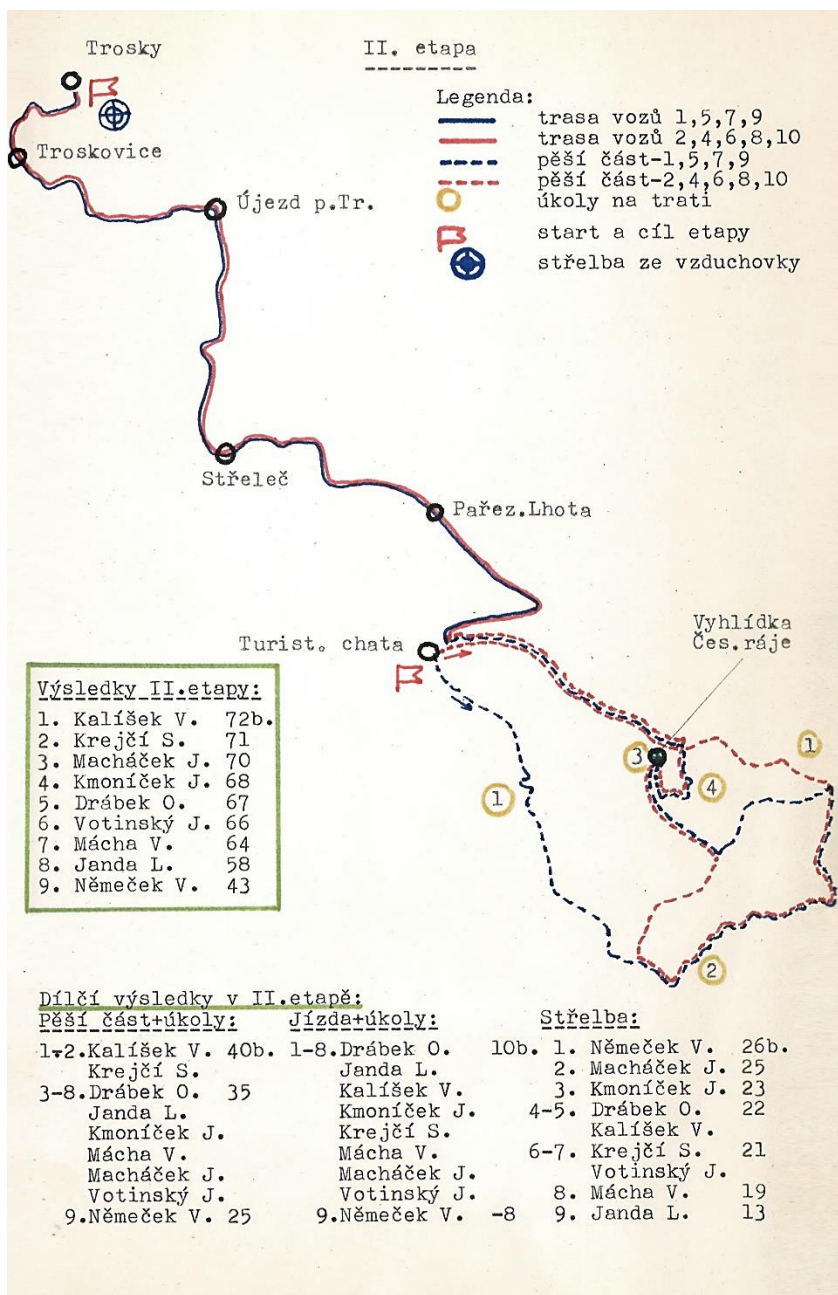 II. etapa
Trosky
Legenda:
trasa vozů 1,5,7,9
trasa vozů 2,4,6,8,10
pěší část-1,5,7,9
pěší část-2,4,6,8,10
úkoly na trati
start a cíl etapy
střelba ze vzduchovky
Troskovice
Újezd p.Tr.
Střeleč
Pařez.Lhota
Turist. chata
Vyhlídka
Čes.ráje
1
3
4
1
2
Výsledky II.etapy:
1. Kalíšek V. 72b.
2. Krejčí S. 71
3. Macháček J. 70
4. Kmoníček J. 68
5. Drábek O. 67
6. Votinský J. 66
7. Mácha V. 64
8. Janda L. 58
9. Němeček V. 43
Dílčí výsledky v II.etapě:
Pěší část+úkoly:
1-2.Kalíšek V. 40b.
Krejčí S.
3-8.Drábek O. 35
Janda L.
Kmoníček J.
Mácha V.
Macháček J.
Votinský J.
9.Němeček V. 25
Jízda+úkoly:
1-8.Drábek O. 10b.
Janda L.
Kalíšek V.
Kmoníček J.
Krejčí S.
Mácha V.
Macháček J.
Votinský J.
9.Němeček V. -8
Střelba:
1. Němeček V. 26b.
2. Macháček J. 25
3. Kmoníček J. 23
4-5. Drábek O. 22
Kalíšek V.
6-7. Krejčí S. 21
Votinský J.
8. Mácha V. 19
9. Janda L. 13